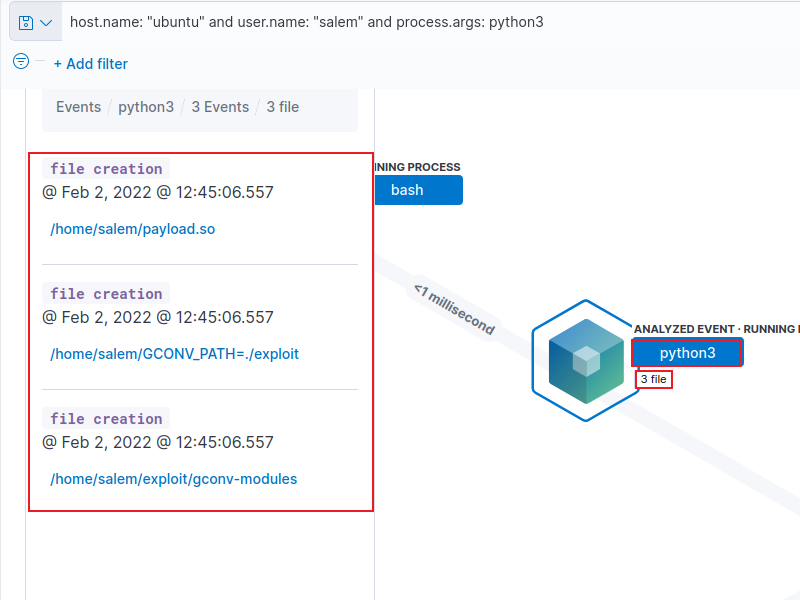 host.name: "ubuntu" and user.name: "salem" and process.args: python3
+ Add filter
Events / python3 / 3 Events / 3 file
file creation
@ Feb 2, 2022 @ 12:45:06.557
/home/salem/payload.so
file creation
@ Feb 2, 2022 @ 12:45:06.557
/home/salem/GCONV_PATH=./exploit
file creation
@ Feb 2, 2022 @ 12:45:06.557
/home/salem/exploit/gconv-modules
NING PROCESS
bash
<1 millisecond
ANALYZED EVENT · RUNNING
python3
3 file